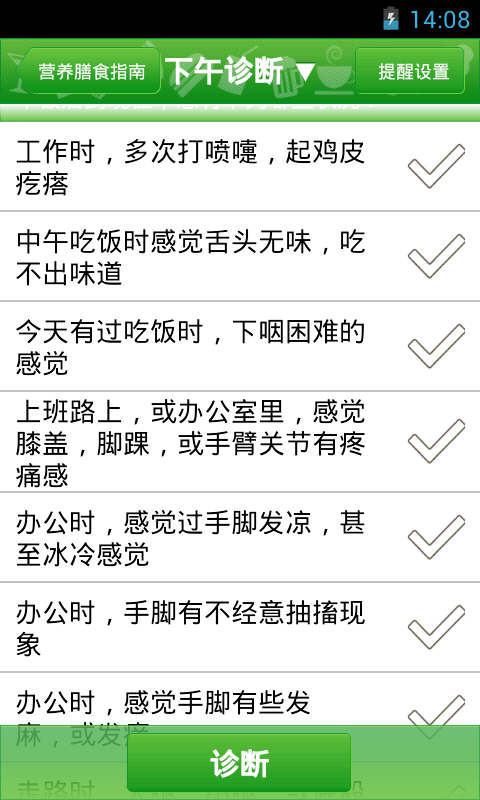 14:08
营养膳食指南
下午诊断▼
提醒设置
工作时，多次打喷嚏，起鸡皮
疙瘩
中午吃饭时感觉舌头无味，吃
不出味道
今天有过吃饭时，下咽困难的
感觉
上班路上，或办公室里，感觉
膝盖，脚踝，或手臂关节有疼
痛感
办公时，感觉过手脚发凉，甚
至冰冷感觉
办公时，手脚有不经意抽搐现
象
办公时，感觉手脚有些发
麻，或发痒
诊断